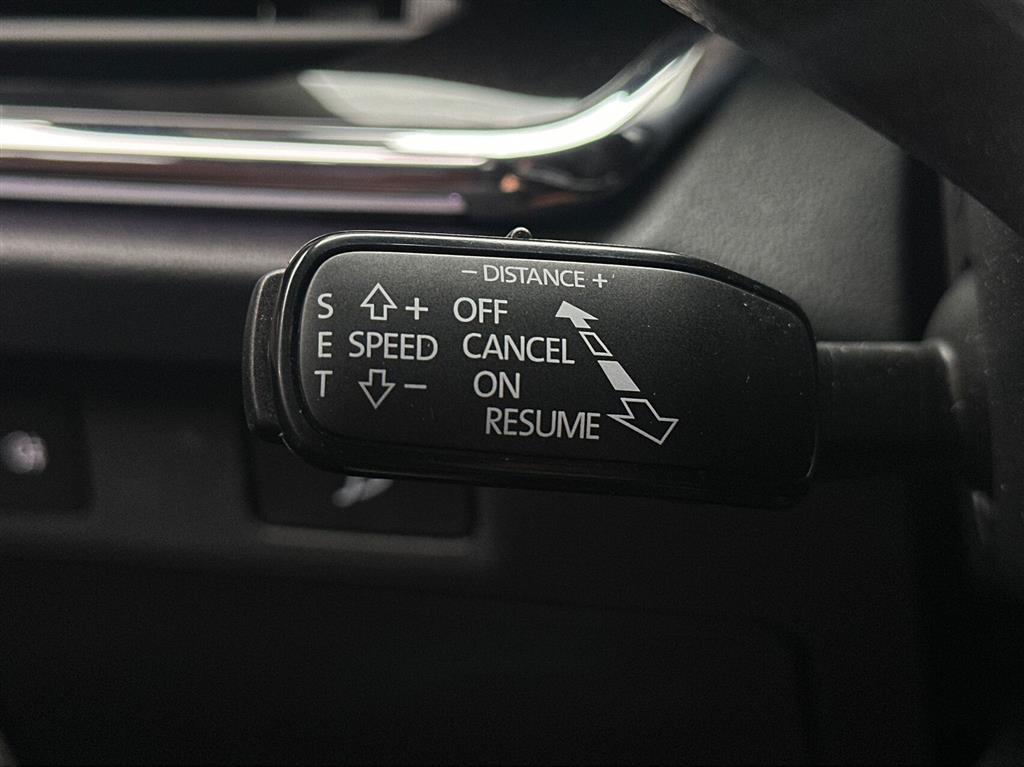 − DISTANCE +
S + OFF
E SPEED CANCEL
T − ON
RESUME